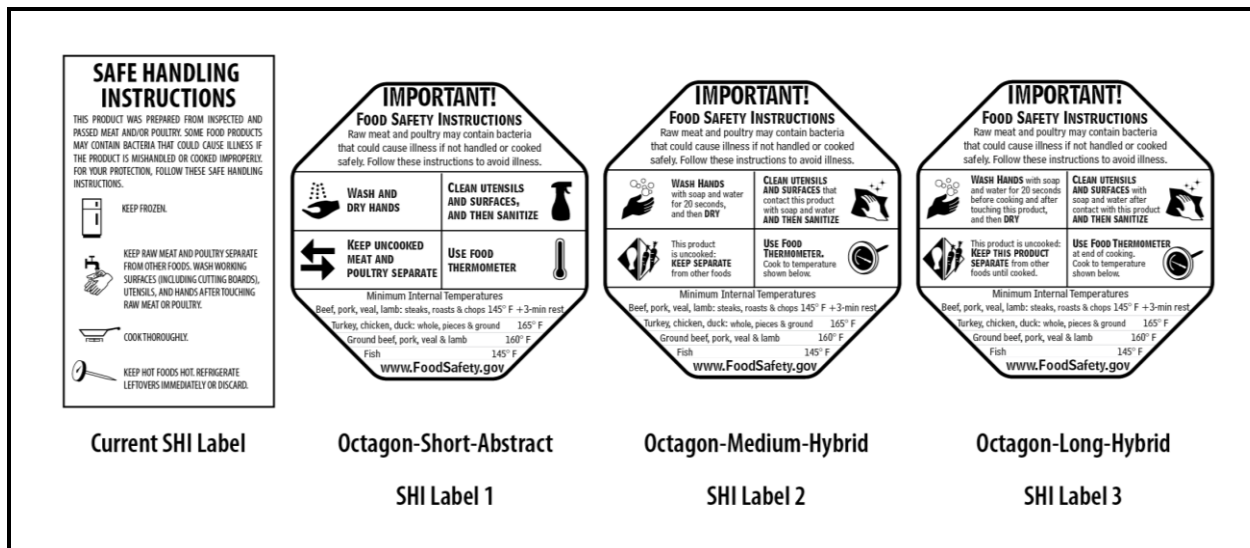 SAFE HANDLING
INSTRUCTIONS
THIS PRODUCT WAS PREPARED FROM INSPECTED AND
PASSED MEAT AND/OR POULTRY. SOME FOOD PRODUCTS
MAY CONTAIN BACTERIA THAT COULD CAUSE ILLNESS IF
THE PRODUCT IS MISHANDLED OR COOKED IMPROPERLY.
FOR YOUR PROTECTION, FOLLOW THESE SAFE HANDLING
INSTRUCTIONS.
KEEP FROZEN.
KEEP RAW MEAT AND POULTRY SEPARATE
FROM OTHER FOODS. WASH WORKING
SURFACES (INCLUDING CUTTING BOARDS),
UTENSILS, AND HANDS AFTER TOUCHING
RAW MEAT OR POULTRY.
COOK THOROUGHLY.
KEEP HOT FOODS HOT. REFRIGERATE
LEFTOVERS IMMEDIATELY OR DISCARD.
Current SHI Label
IMPORTANT!
FOOD SAFETY INSTRUCTIONS
Raw meat and poultry may contain bacteria
that could cause illness if not handled or cooked
safely. Follow these instructions to avoid illness.
WASH AND
DRY HANDS
CLEAN UTENSILS
AND SURFACES,
AND THEN SANITIZE
KEEP UNCOOKED
MEAT AND
POULTRY SEPARATE
USE FOOD
THERMOMETER
Minimum Internal Temperatures
Beef, pork, veal, lamb: steaks, roasts & chops 145° F +3-min rest
Turkey, chicken, duck: whole, pieces & ground 165° F
Ground beef, pork, veal & lamb 160° F
Fish 145° F
www.FoodSafety.gov
Octagon-Short-Abstract
SHI Label 1
IMPORTANT!
FOOD SAFETY INSTRUCTIONS
Raw meat and poultry may contain bacteria
that could cause illness if not handled or cooked
safely. Follow these instructions to avoid illness.
WASH HANDS
with soap and water
for 20 seconds,
and then DRY
CLEAN UTENSILS
AND SURFACES that
contact this product
with soap and water
AND THEN SANITIZE
This product
is uncooked:
KEEP SEPARATE
from other foods
USE FOOD
THERMOMETER.
Cook to temperature
shown below.
Minimum Internal Temperatures
Beef, pork, veal, lamb: steaks, roasts & chops 145° F +3-min rest
Turkey, chicken, duck: whole, pieces & ground 165° F
Ground beef, pork, veal & lamb 160° F
Fish 145° F
www.FoodSafety.gov
Octagon-Medium-Hybrid
SHI Label 2
IMPORTANT!
FOOD SAFETY INSTRUCTIONS
Raw meat and poultry may contain bacteria
that could cause illness if not handled or cooked
safely. Follow these instructions to avoid illness.
WASH HANDS with soap
and water for 20 seconds
before cooking and after
touching this product,
and then DRY
CLEAN UTENSILS
AND SURFACES with
soap and water after
contact with this product
AND THEN SANITIZE
This product is uncooked:
KEEP THIS PRODUCT
SEPARATE from other
foods until cooked.
USE FOOD THERMOMETER
at end of cooking.
Cook to temperature
shown below.
Minimum Internal Temperatures
Beef, pork, veal, lamb: steaks, roasts & chops 145° F +3-min rest
Turkey, chicken, duck: whole, pieces & ground 165° F
Ground beef, pork, veal & lamb 160° F
Fish 145° F
www.FoodSafety.gov
Octagon-Long-Hybrid
SHI Label 3